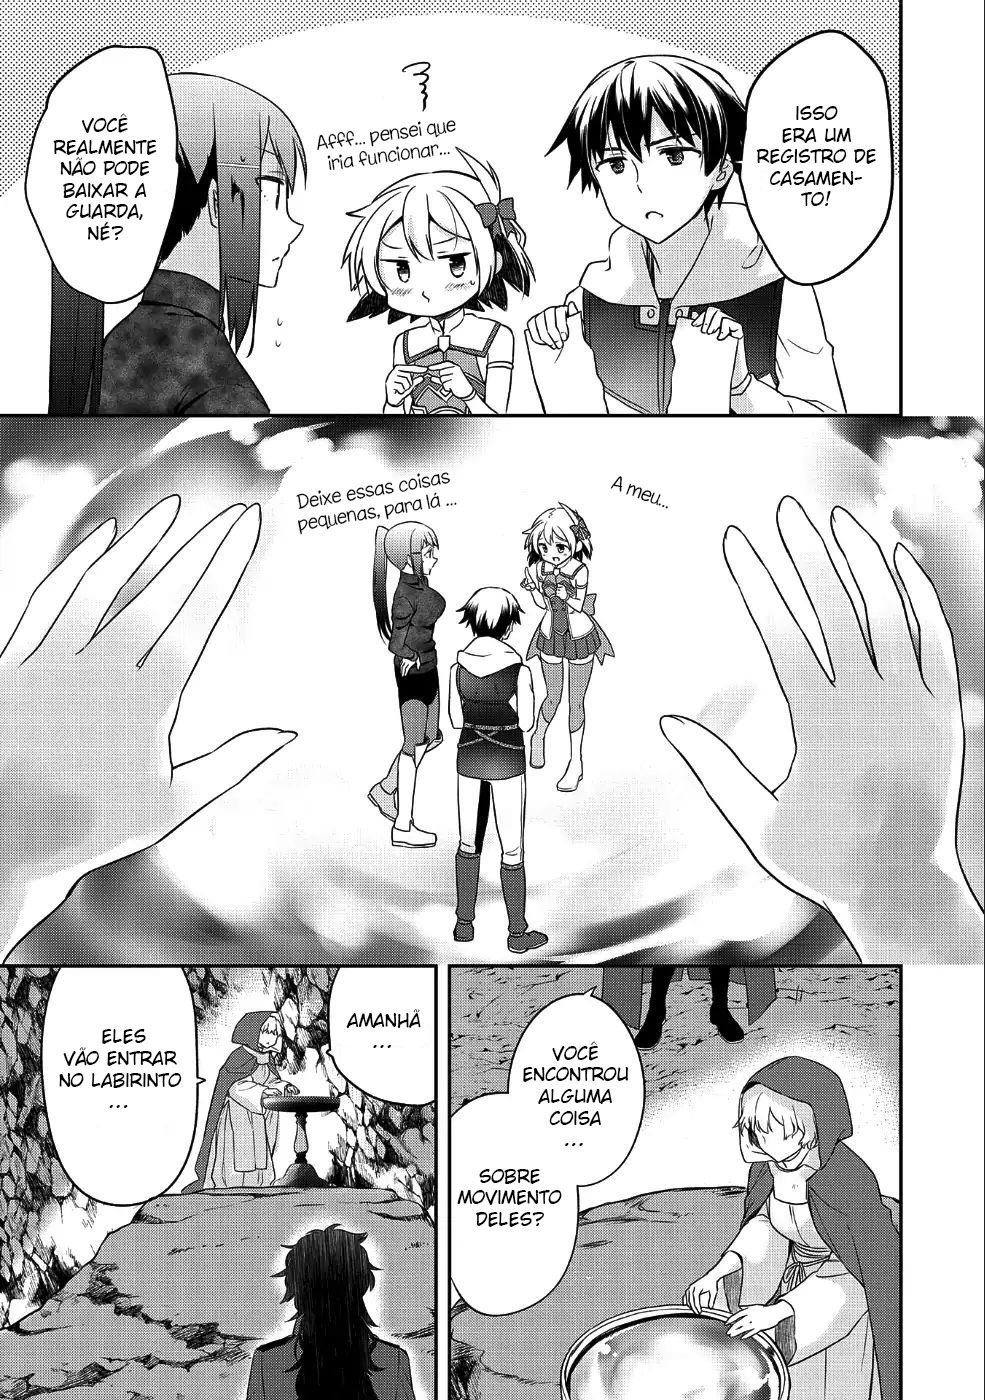 ISSO
ERA UM
REGISTRO DE
CASAMEN-
TO!
Afff... pensei que
iria funcionar...
VOCÊ
REALMENTE
NÃO PODE
BAIXAR A
GUARDA,
NÉ?
A meu...
Deixe essas coisas
pequenas, para lá ...
VOCÊ
ENCONTROU
ALGUMA
COISA
...
SOBRE
MOVIMENTO
DELES?
AMANHÃ
...
ELES
VÃO ENTRAR
NO LABIRINTO
...